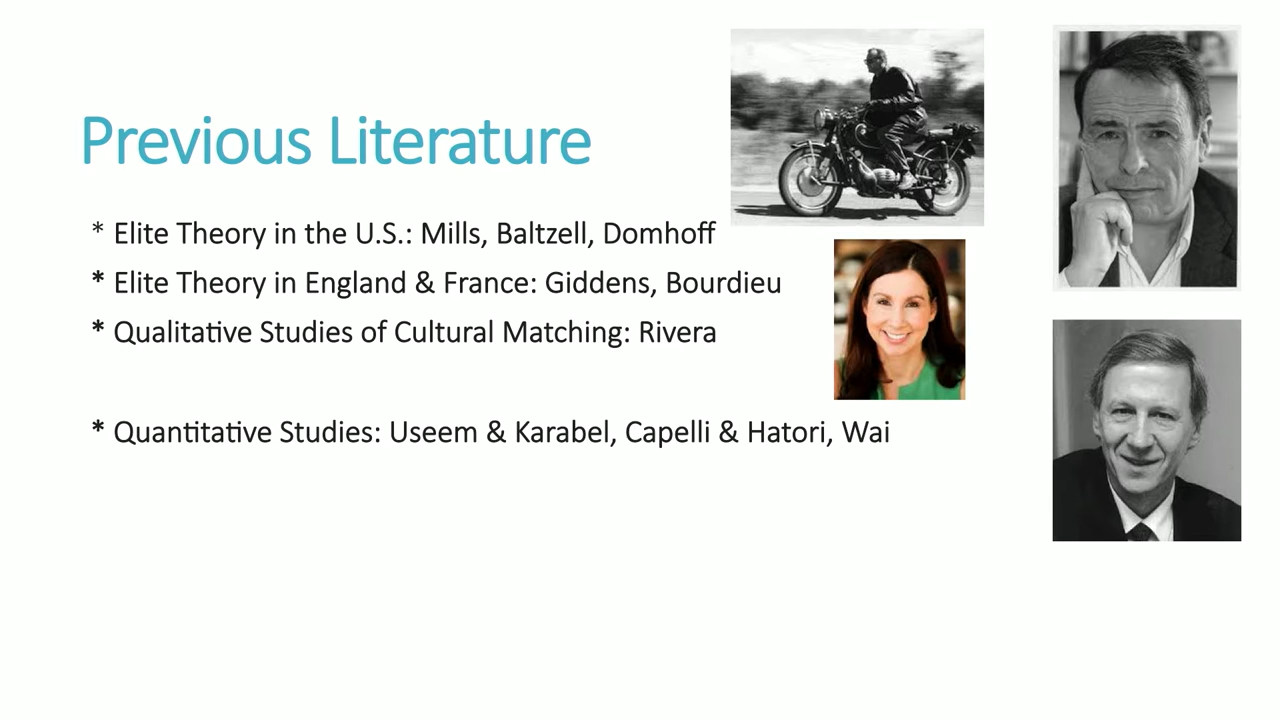 Previous Literature
* Elite Theory in the U.S.: Mills, Baltzell, Domhoff
* Elite Theory in England & France: Giddens, Bourdieu
* Qualitative Studies of Cultural Matching: Rivera
* Quantitative Studies: Useem & Karabel, Capelli & Hatori, Wai